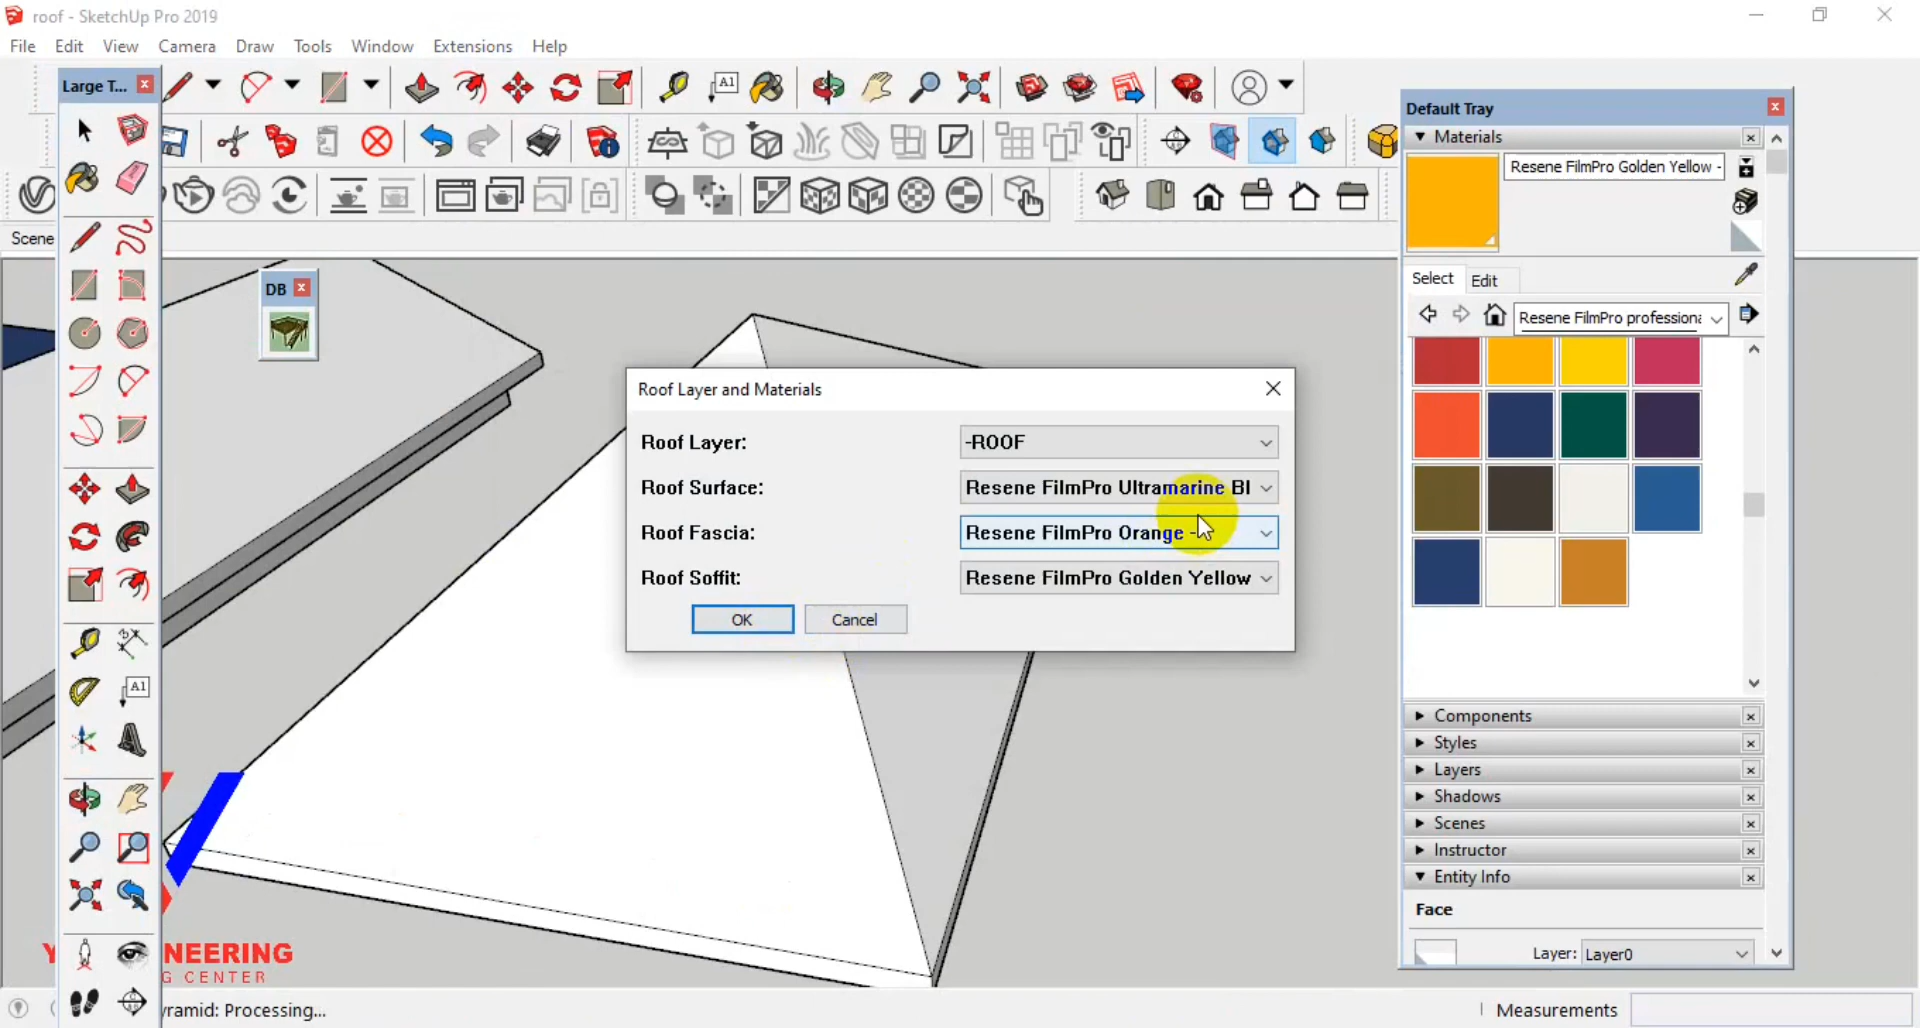 roof - SketchUp Pro 2019
File Edit View Camera Draw Tools Window Extensions Help
Large T...
A1
Default Tray
Materials
Resene FilmPro Golden Yellow -
Scene
Select Edit
DB
Resene FilmPro professiona
Roof Layer and Materials
Roof Layer: -ROOF
Roof Surface: Resene FilmPro Ultramarine Bl
Roof Fascia: Resene FilmPro Orange -
Roof Soffit: Resene FilmPro Golden Yellow
OK Cancel
A1
Components
Styles
Layers
Shadows
Scenes
Instructor
Entity Info
Face
Layer: Layer0
NEERING
G CENTER
yramid: Processing...
Measurements